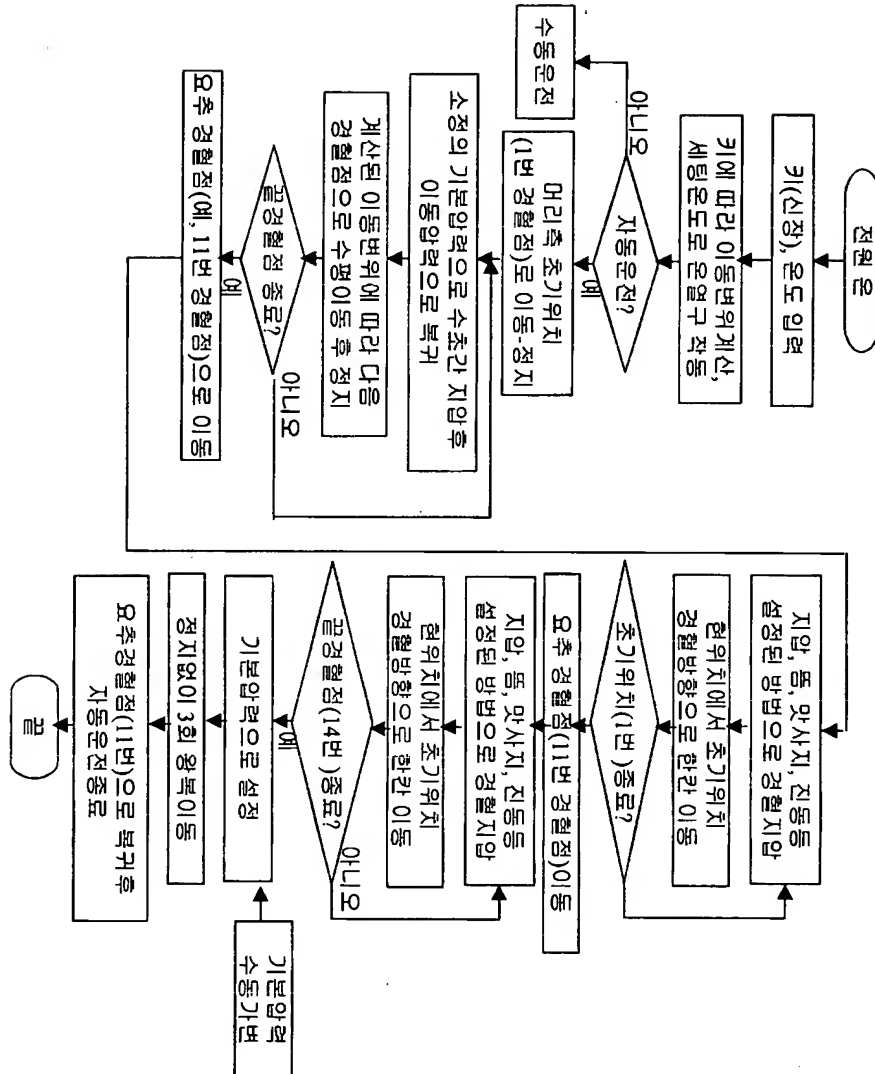 전원 온
키(신장), 온도 입력
키에 따라 이동변위계산,
세팅온도로 온열구 작동
자동운전?
아니오
수동운전
예
머리측 초기위치
(1번 경혈점)로 이동-정지
소정의 기본압력으로 수초간 지압후
이동압력으로 복귀
계산된 이동변위에 따라 다음
경혈점으로 수평이동 후 정지
끝경혈점 종료?
아니오
예
요추 경혈점(예, 11번 경혈점)으로 이동
지압, 뜸, 맛사지, 진동등
설정된 방법으로 경혈지압
현위치에서 초기위치
경혈방향으로 한칸 이동
초기위치(1번 )종료?
요추 경혈점(11번 경혈점)이동
지압, 뜸, 맛사지, 진동등
설정된 방법으로 경혈지압
현위치에서 초기위치
경혈방향으로 한칸 이동
끝경혈점(14번 )종료?
아니오
예
기본압력으로 설정
기본압력
수동가변
정지없이 3회 왕복이동
요추경혈점(11번)으로 복귀후
자동운전종료
끝